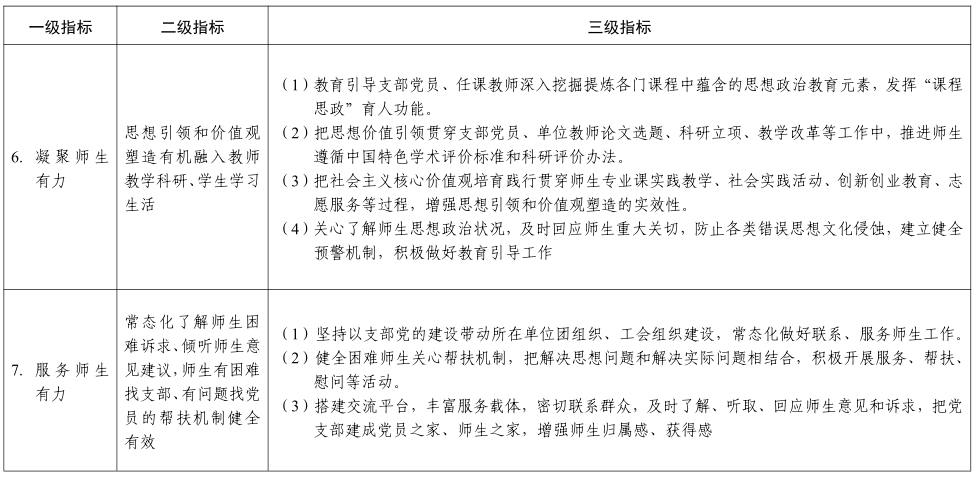 一级指标
二级指标
三级指标
6. 凝聚师生
有力
思想引领和价值观
塑造有机融入教师
教学科研、学生学习
生活
（1）教育引导支部党员、任课教师深入挖掘提炼各门课程中蕴含的思想政治教育元素，发挥“课程
思政”育人功能。
（2）把思想价值引领贯穿支部党员、单位教师论文选题、科研立项、教学改革等工作中，推进师生
遵循中国特色学术评价标准和科研评价办法。
（3）把社会主义核心价值观培育践行贯穿师生专业课实践教学、社会实践活动、创新创业教育、志
愿服务等过程，增强思想引领和价值观塑造的实效性。
（4）关心了解师生思想政治状况，及时回应师生重大关切，防止各类错误思想文化侵蚀，建立健全
预警机制，积极做好教育引导工作
7. 服务师生
有力
常态化了解师生困
难诉求、倾听师生意
见建议，师生有困难
找支部、有问题找党
员的帮扶机制健全
有效
（1）坚持以支部党的建设带动所在单位团组织、工会组织建设，常态化做好联系、服务师生工作。
（2）健全困难师生关心帮扶机制，把解决思想问题和解决实际问题相结合，积极开展服务、帮扶、
慰问等活动。
（3）搭建交流平台，丰富服务载体，密切联系群众，及时了解、听取、回应师生意见和诉求，把党
支部建成党员之家、师生之家，增强师生归属感、获得感